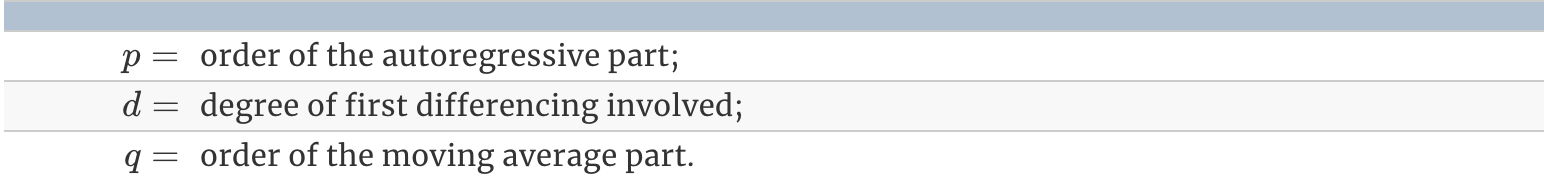 p = order of the autoregressive part;
d = degree of first differencing involved;
q = order of the moving average part.